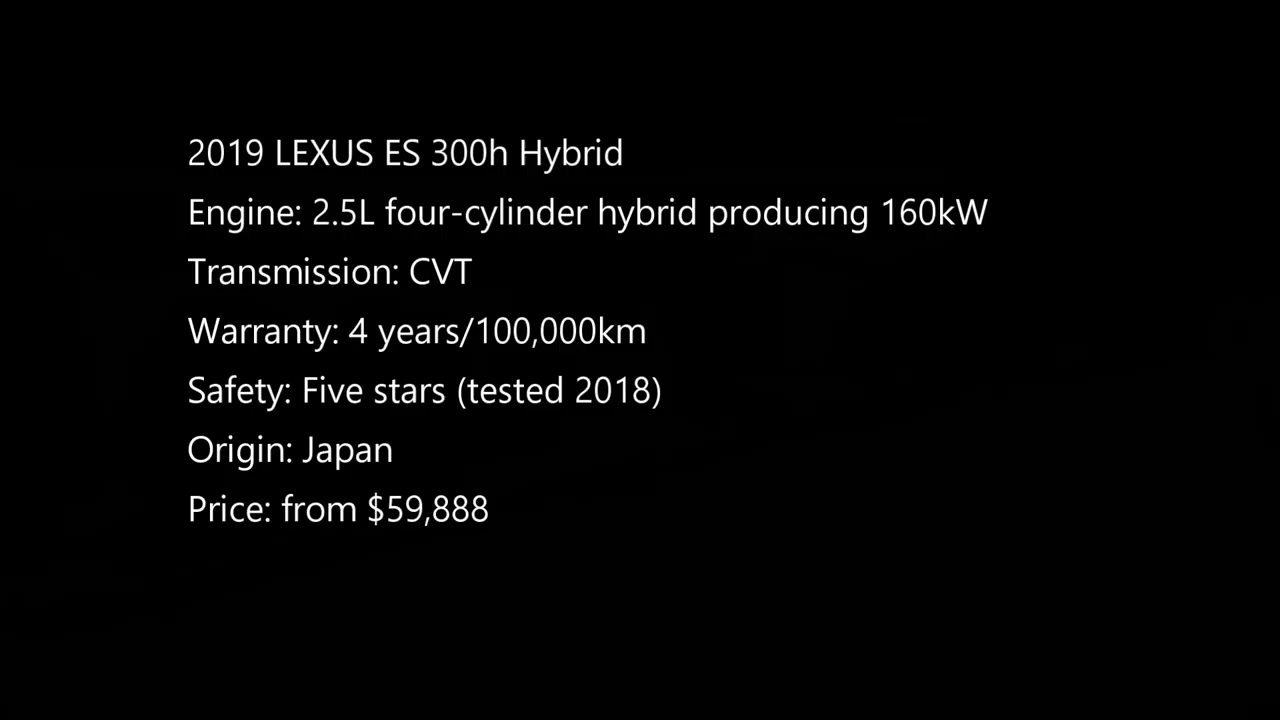 2019 LEXUS ES 300h Hybrid
Engine: 2.5L four-cylinder hybrid producing 160kW
Transmission: CVT
Warranty: 4 years/100,000km
Safety: Five stars (tested 2018)
Origin: Japan
Price: from $59,888